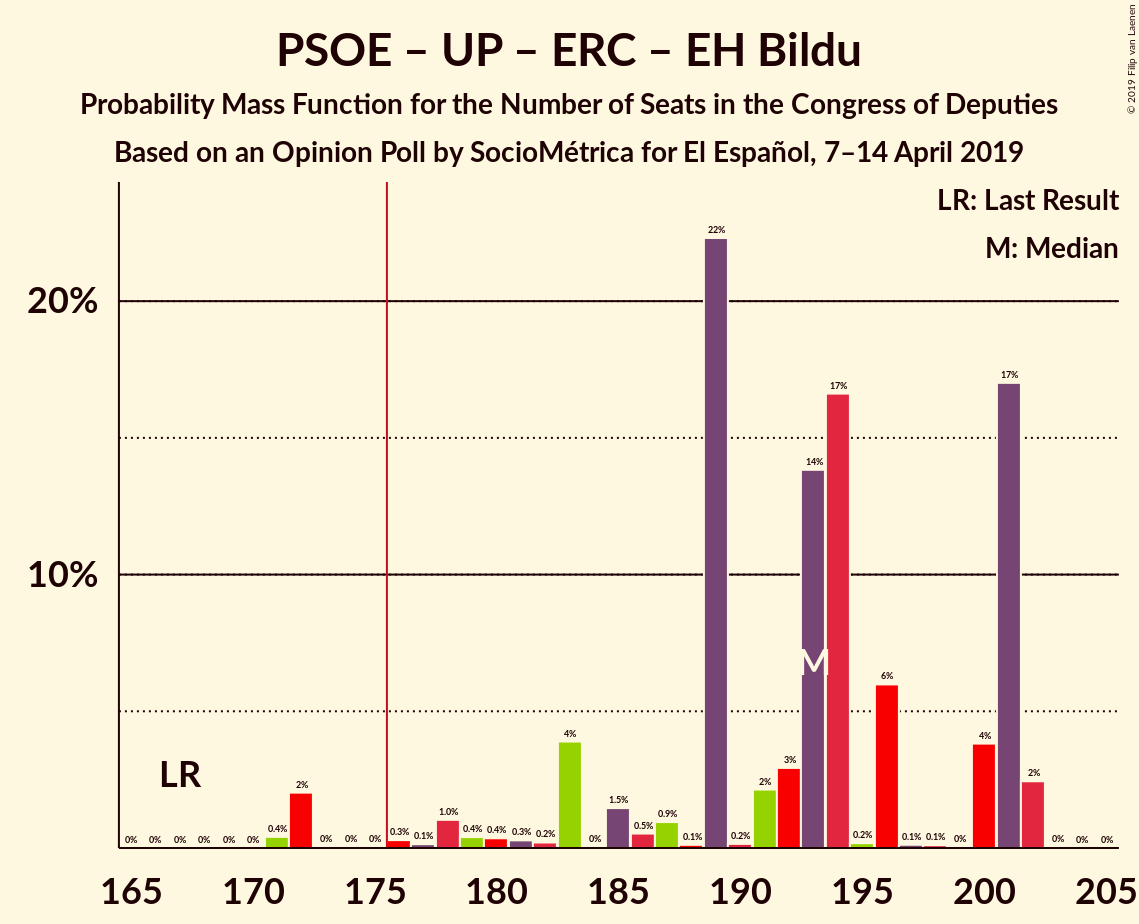 PSOE – UP – ERC – EH Bildu
Probability Mass Function for the Number of Seats in the Congress of Deputies
Based on an Opinion Poll by SocioMétrica for El Español, 7–14 April 2019
© 2019 Filip van Laenen
LR: Last Result
M: Median
20%
10%
LR
M
0% 0% 0% 0% 0% 0% 0.4% 2% 0% 0% 0% 0.3% 0.1% 1.0% 0.4% 0.4% 0.3% 0.2% 4% 0% 1.5% 0.5% 0.9% 0.1% 22% 0.2% 2% 3% 14% 17% 0.2% 6% 0.1% 0.1% 0% 4% 17% 2% 0% 0% 0%
165 170 175 180 185 190 195 200 205